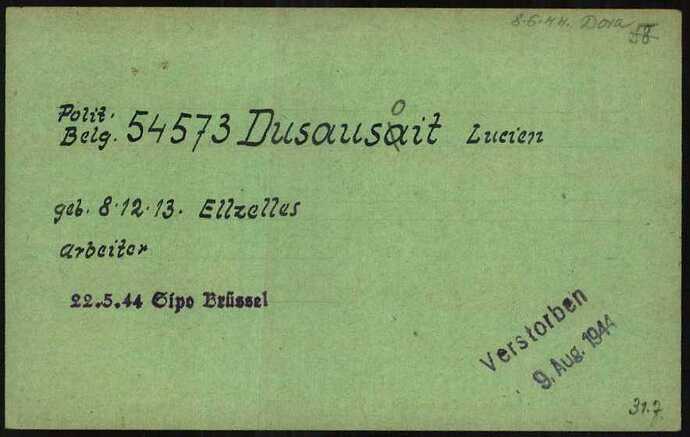 8.6.44. Dora
58
Polit.
Belg. 54573 Dusausait Lucien
o
geb. 8.12.13. Ellzelles
Arbeiter
22.5.44 Sipo Brüssel
Verstorben
9. Aug. 1944
31.7